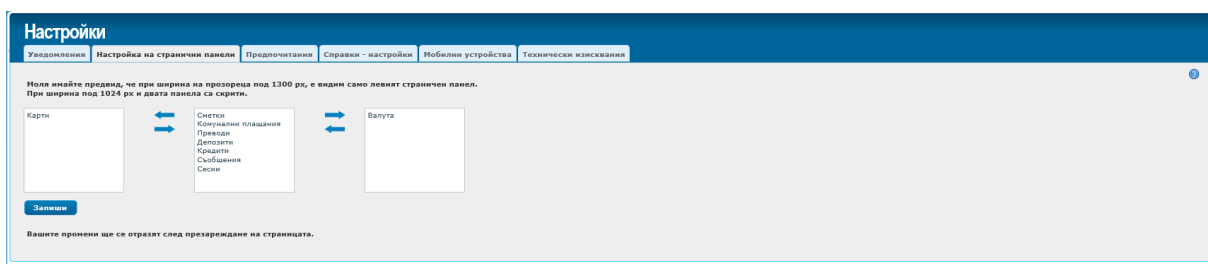 Настройки
Уведомления Настройка на странични панели Предпочитания Справки - настройки Мобилни устройства Технически изисквания
?
Моля имайте предвид, че при ширина на прозореца под 1300 px, е видим само левият страничен панел.
При ширина под 1024 px и двата панела са скрити.
Карти
Сметки
Комунални плащания
Преводи
Депозити
Кредити
Съобщения
Сесии
Валута
Запиши
Вашите промени ще се отразят след презареждане на страницата.